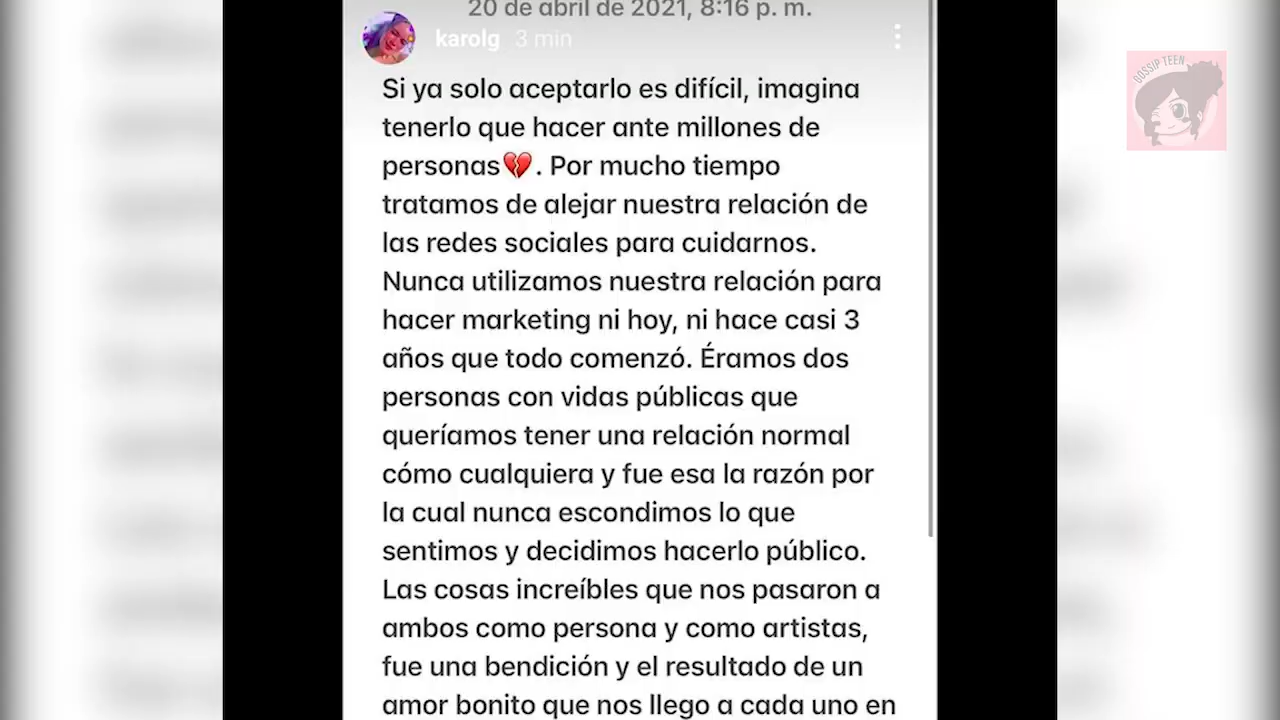 20 de abril de 2021, 8:16 p. m.
karolg 3 min
GOSSIP TEEN
Si ya solo aceptarlo es difícil, imagina
tenerlo que hacer ante millones de
personas💔. Por mucho tiempo
tratamos de alejar nuestra relación de
las redes sociales para cuidarnos.
Nunca utilizamos nuestra relación para
hacer marketing ni hoy, ni hace casi 3
años que todo comenzó. Éramos dos
personas con vidas públicas que
queríamos tener una relación normal
cómo cualquiera y fue esa la razón por
la cual nunca escondimos lo que
sentimos y decidimos hacerlo público.
Las cosas increíbles que nos pasaron a
ambos como persona y como artistas,
fue una bendición y el resultado de un
amor bonito que nos llego a cada uno en